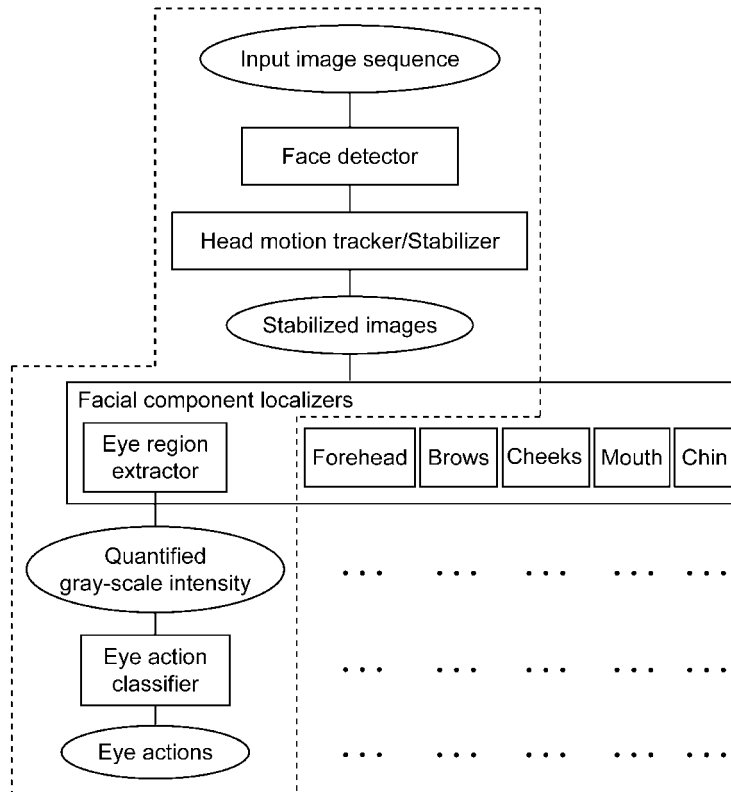 Input image sequence
Face detector
Head motion tracker/Stabilizer
Stabilized images
Facial component localizers
Eye region
extractor
Forehead
Brows
Cheeks
Mouth
Chin
Quantified
gray-scale intensity
... ... ... ... ...
Eye action
classifier
... ... ... ... ...
Eye actions
... ... ... ... ...